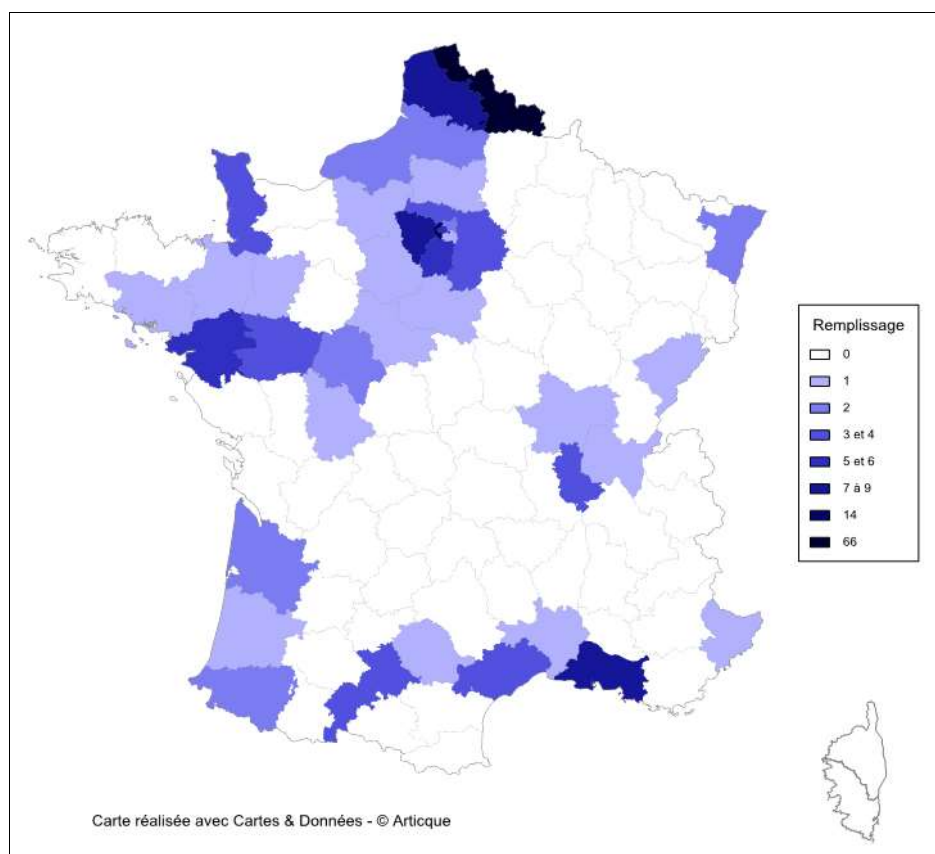 Remplissage
0
1
2
3 et 4
5 et 6
7 à 9
14
66
Carte réalisée avec Cartes & Données - © Articque